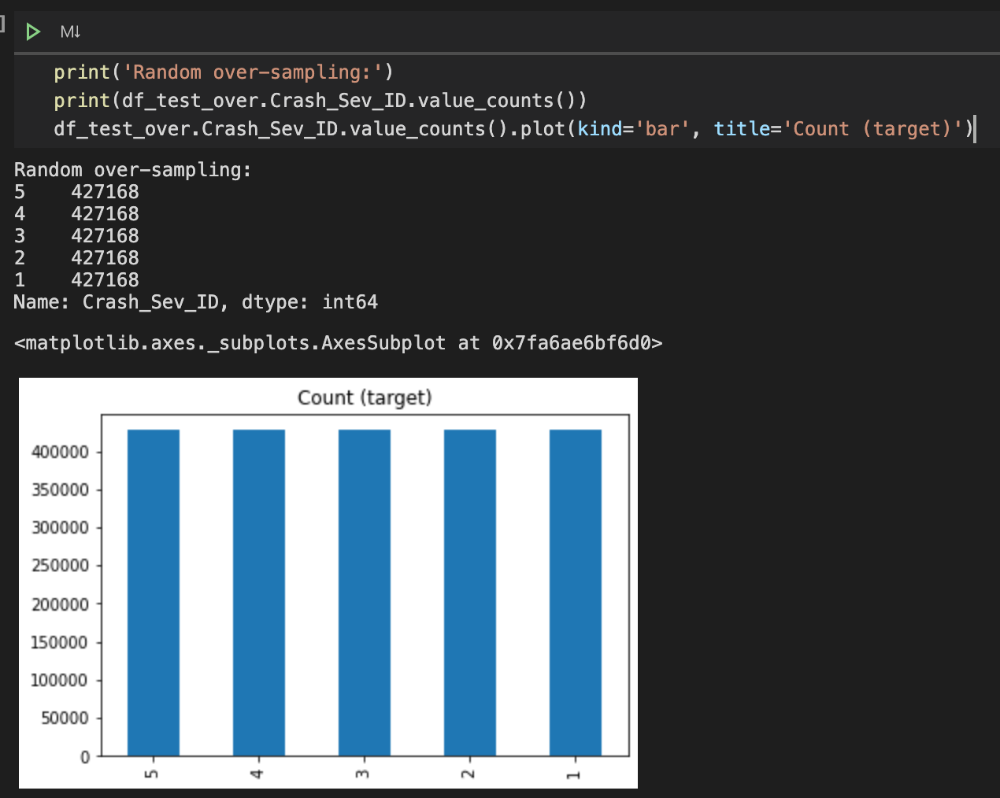 ]
M↓
print('Random over-sampling:')
print(df_test_over.Crash_Sev_ID.value_counts())
df_test_over.Crash_Sev_ID.value_counts().plot(kind='bar', title='Count (target)')
Random over-sampling:
5    427168
4    427168
3    427168
2    427168
1    427168
Name: Crash_Sev_ID, dtype: int64
<matplotlib.axes._subplots.AxesSubplot at 0x7fa6ae6bf6d0>
Count (target)
400000
350000
300000
250000
200000
150000
100000
50000
0
5 4 3 2 1